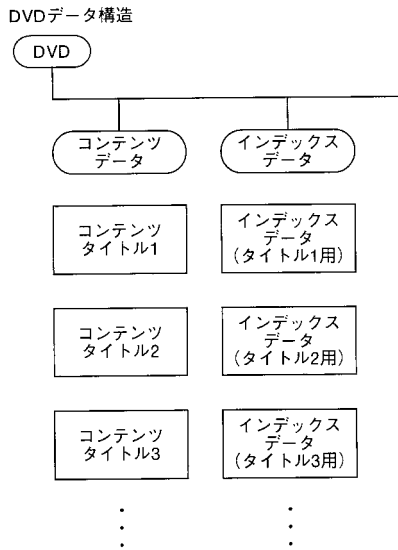 DVDデータ構造
DVD
コンテンツ
データ
インデックス
データ
コンテンツ
タイトル1
インデックス
データ
(タイトル1用)
コンテンツ
タイトル2
インデックス
データ
(タイトル2用)
コンテンツ
タイトル3
インデックス
データ
(タイトル3用)